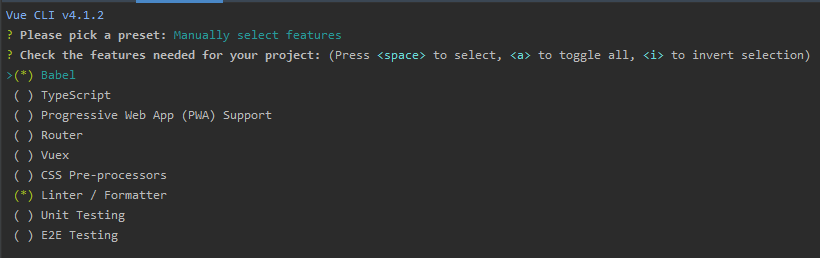 Vue CLI v4.1.2
? Please pick a preset: Manually select features
? Check the features needed for your project: (Press <space> to select, <a> to toggle all, <i> to invert selection)
>(*) Babel
( ) TypeScript
( ) Progressive Web App (PWA) Support
( ) Router
( ) Vuex
( ) CSS Pre-processors
(*) Linter / Formatter
( ) Unit Testing
( ) E2E Testing